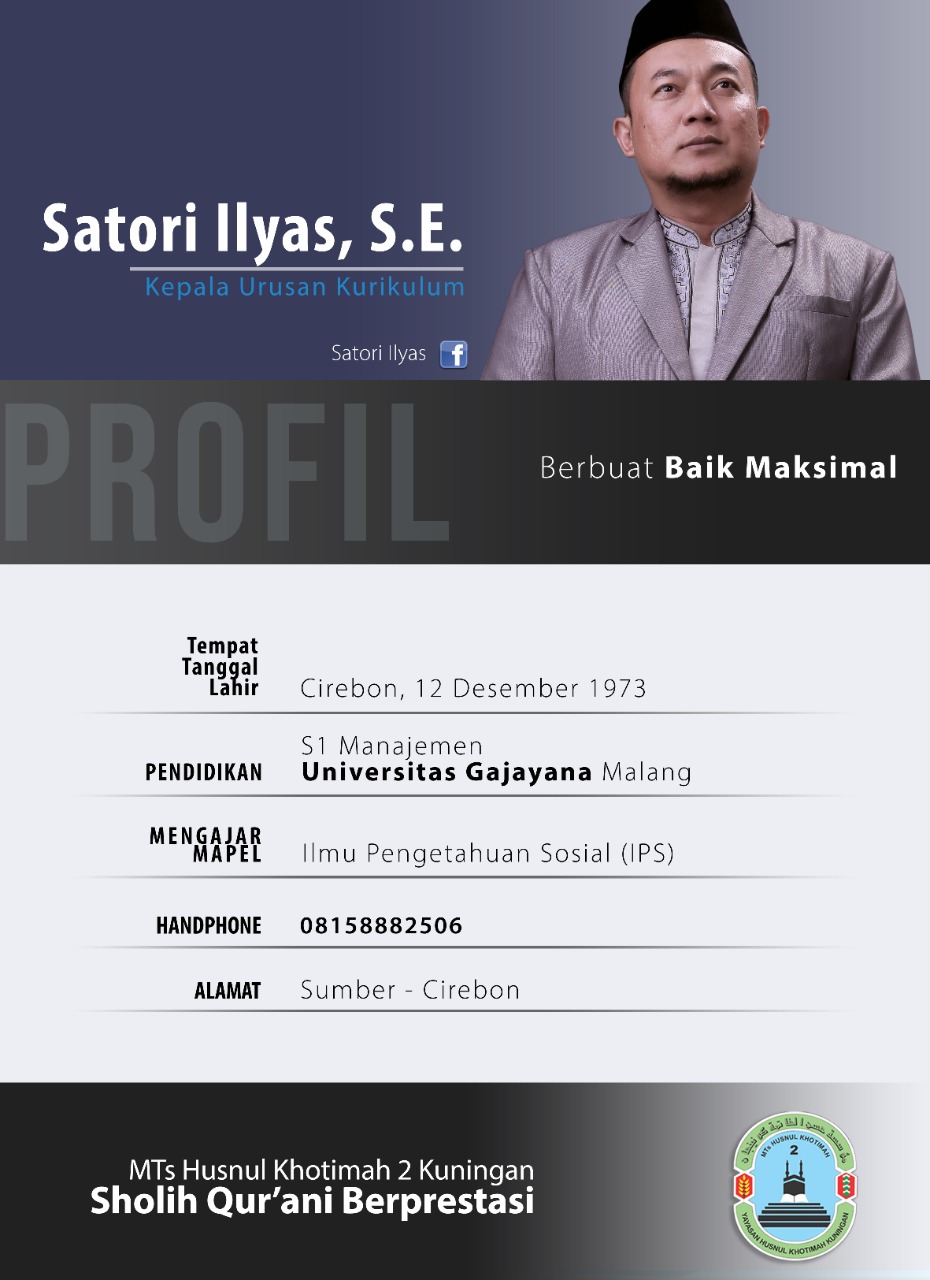 Satori Ilyas, S.E.
Kepala Urusan Kurikulum
Satori Ilyas
PROFIL
Berbuat Baik Maksimal
Tempat
Tanggal
Lahir
Cirebon, 12 Desember 1973
PENDIDIKAN
S1 Manajemen
Universitas Gajayana Malang
MENGAJAR
MAPEL
Ilmu Pengetahuan Sosial (IPS)
HANDPHONE
08158882506
ALAMAT
Sumber - Cirebon
MTs Husnul Khotimah 2 Kuningan
Sholih Qur'ani Berprestasi
MTs HUSNUL KHOTIMAH
2
YAYASAN HUSNUL KHOTIMAH KUNINGAN